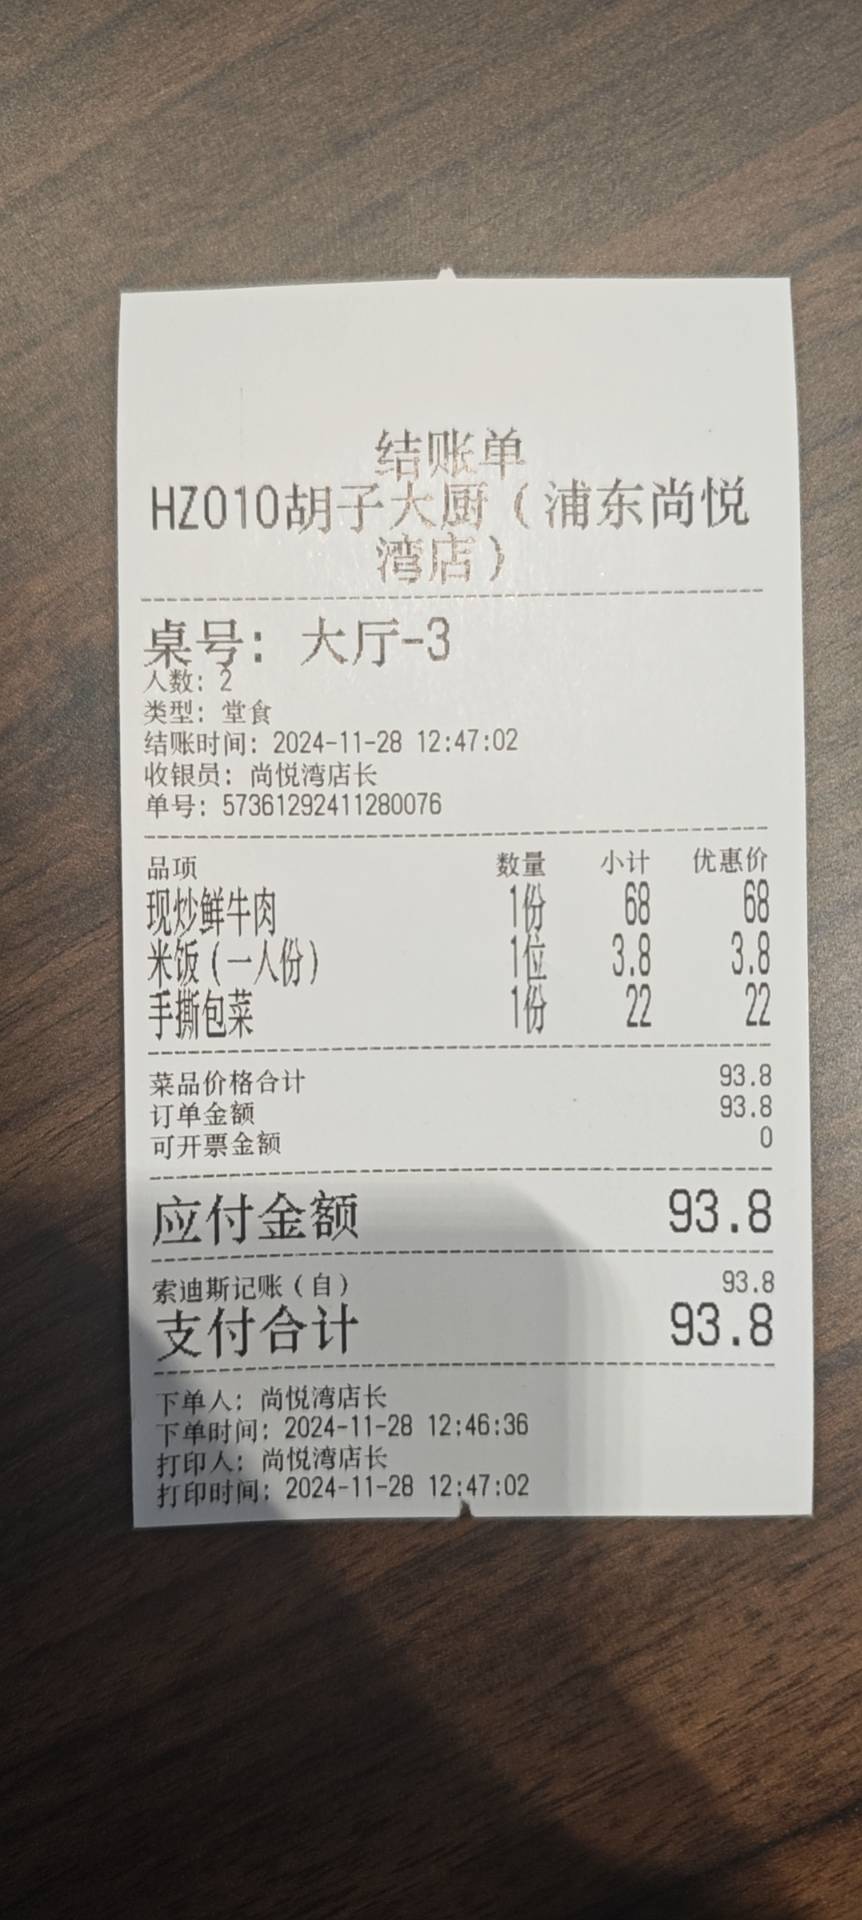 结账单
HZ010胡子大厨（浦东尚悦
湾店）
桌号: 大厅-3
人数: 2
类型: 堂食
结账时间: 2024-11-28 12:47:02
收银员: 尚悦湾店长
单号: 57361292411280076
品项 数量 小计 优惠价
现炒鲜牛肉 1份 68 68
米饭（一人份） 1位 3.8 3.8
手撕包菜 1份 22 22
菜品价格合计 93.8
订单金额 93.8
可开票金额 0
应付金额 93.8
索迪斯记账（自） 93.8
支付合计 93.8
下单人: 尚悦湾店长
下单时间: 2024-11-28 12:46:36
打印人: 尚悦湾店长
打印时间: 2024-11-28 12:47:02